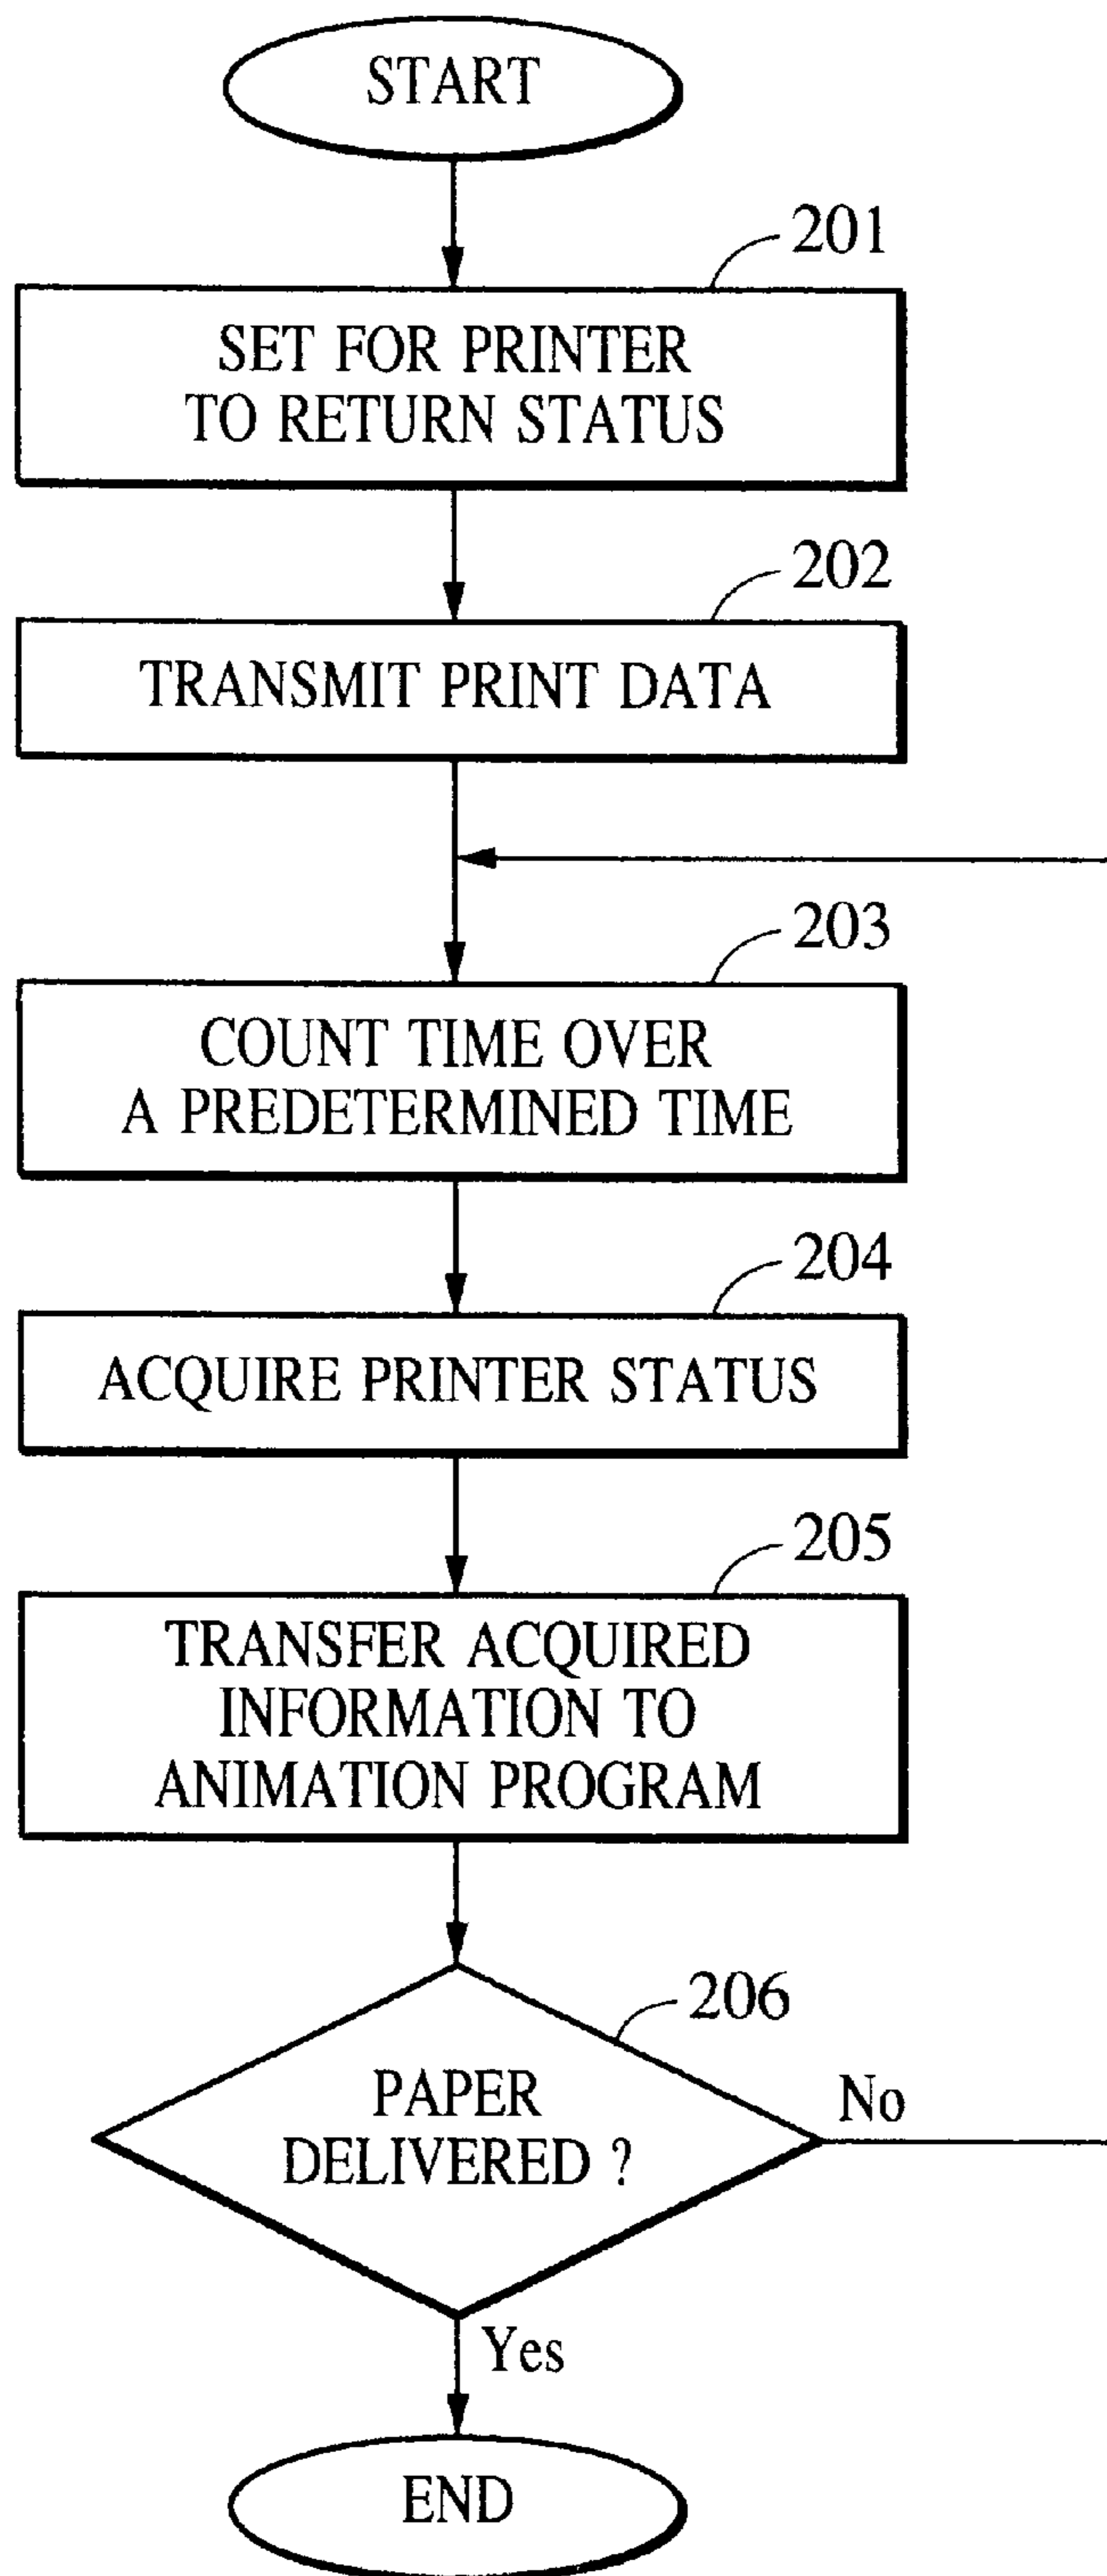 START
201
SET FOR PRINTER
TO RETURN STATUS
202
TRANSMIT PRINT DATA
203
COUNT TIME OVER
A PREDETERMINED TIME
204
ACQUIRE PRINTER STATUS
205
TRANSFER ACQUIRED
INFORMATION TO
ANIMATION PROGRAM
206
PAPER
DELIVERED ?
No
Yes
END